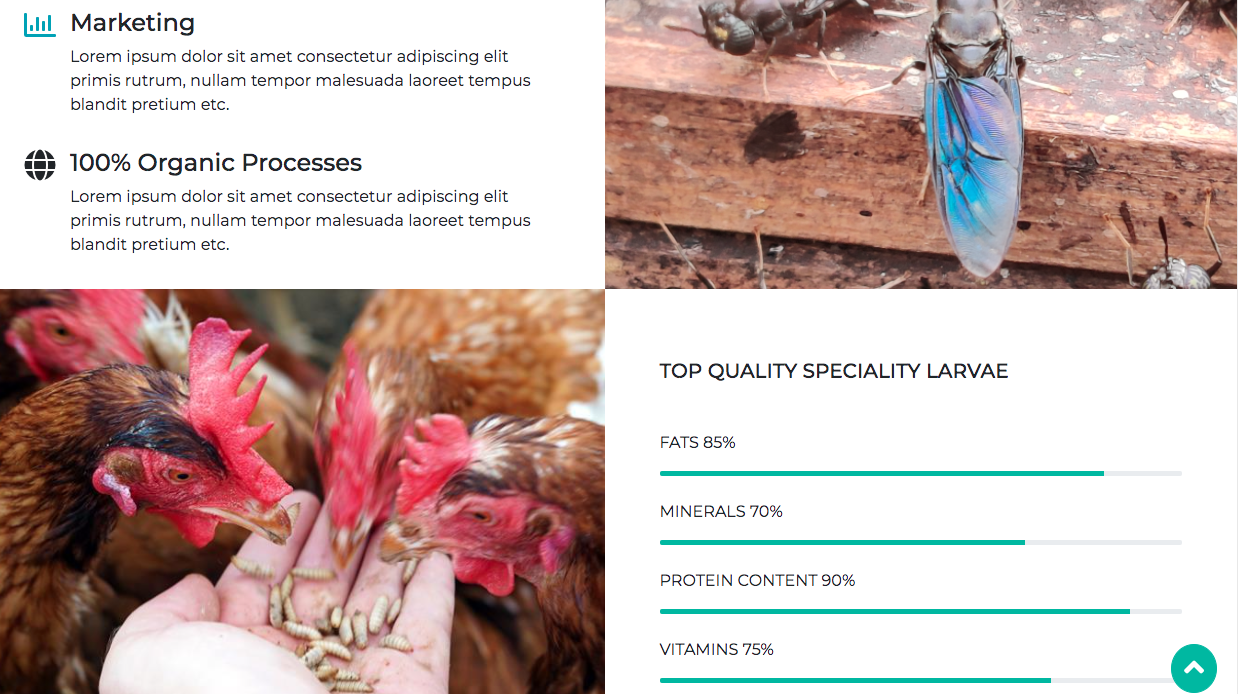 Marketing
Lorem ipsum dolor sit amet consectetur adipiscing elit
primis rutrum, nullam tempor malesuada laoreet tempus
blandit pretium etc.
100% Organic Processes
Lorem ipsum dolor sit amet consectetur adipiscing elit
primis rutrum, nullam tempor malesuada laoreet tempus
blandit pretium etc.
TOP QUALITY SPECIALITY LARVAE
FATS 85%
MINERALS 70%
PROTEIN CONTENT 90%
VITAMINS 75%